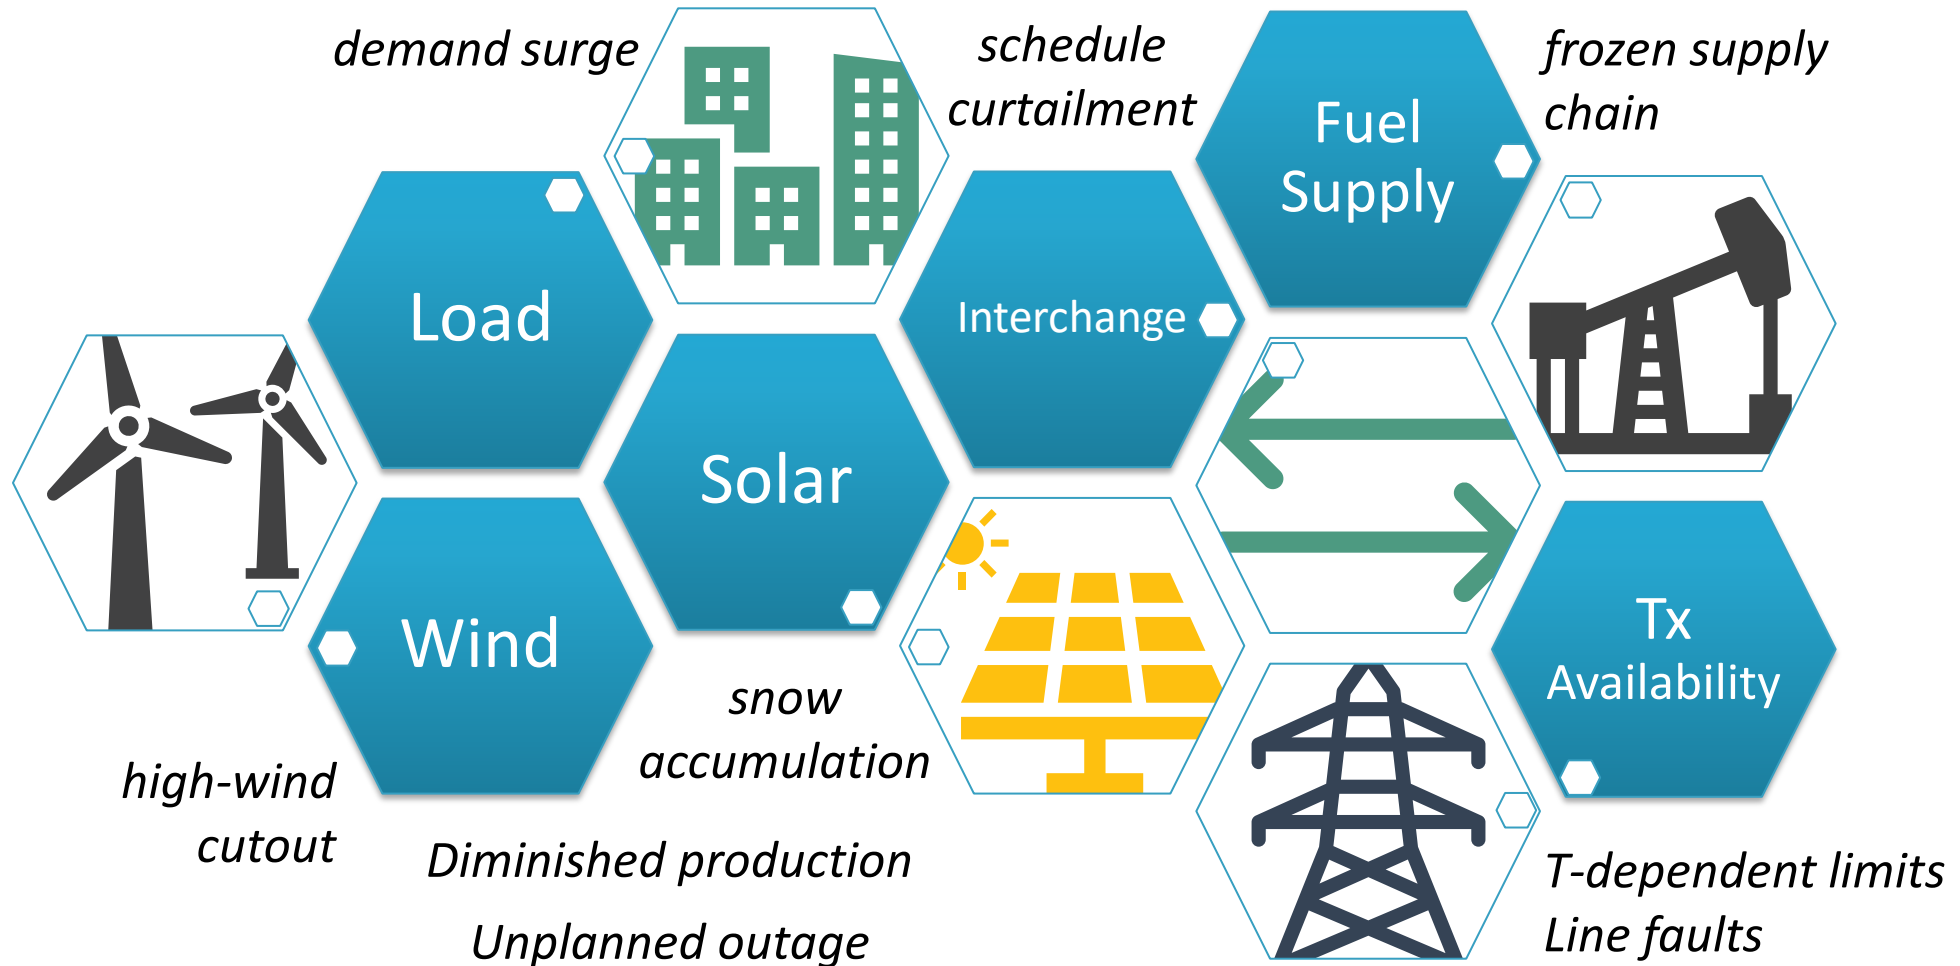 demand surge
schedule
curtailment
Fuel
Supply
frozen supply
chain
Load
Interchange
Solar
Wind
Tx
Availability
snow
accumulation
high-wind
cutout
Diminished production
Unplanned outage
T-dependent limits
Line faults